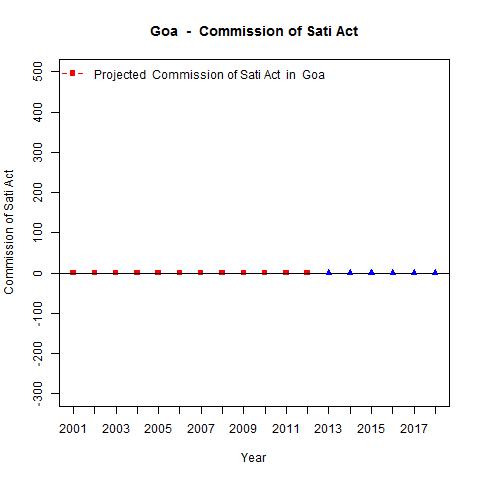 Goa - Commission of Sati Act
Projected Commission of Sati Act in Goa
Commission of Sati Act
500
400
300
200
100
0
-100
-200
-300
2001 2003 2005 2007 2009 2011 2013 2015 2017
Year